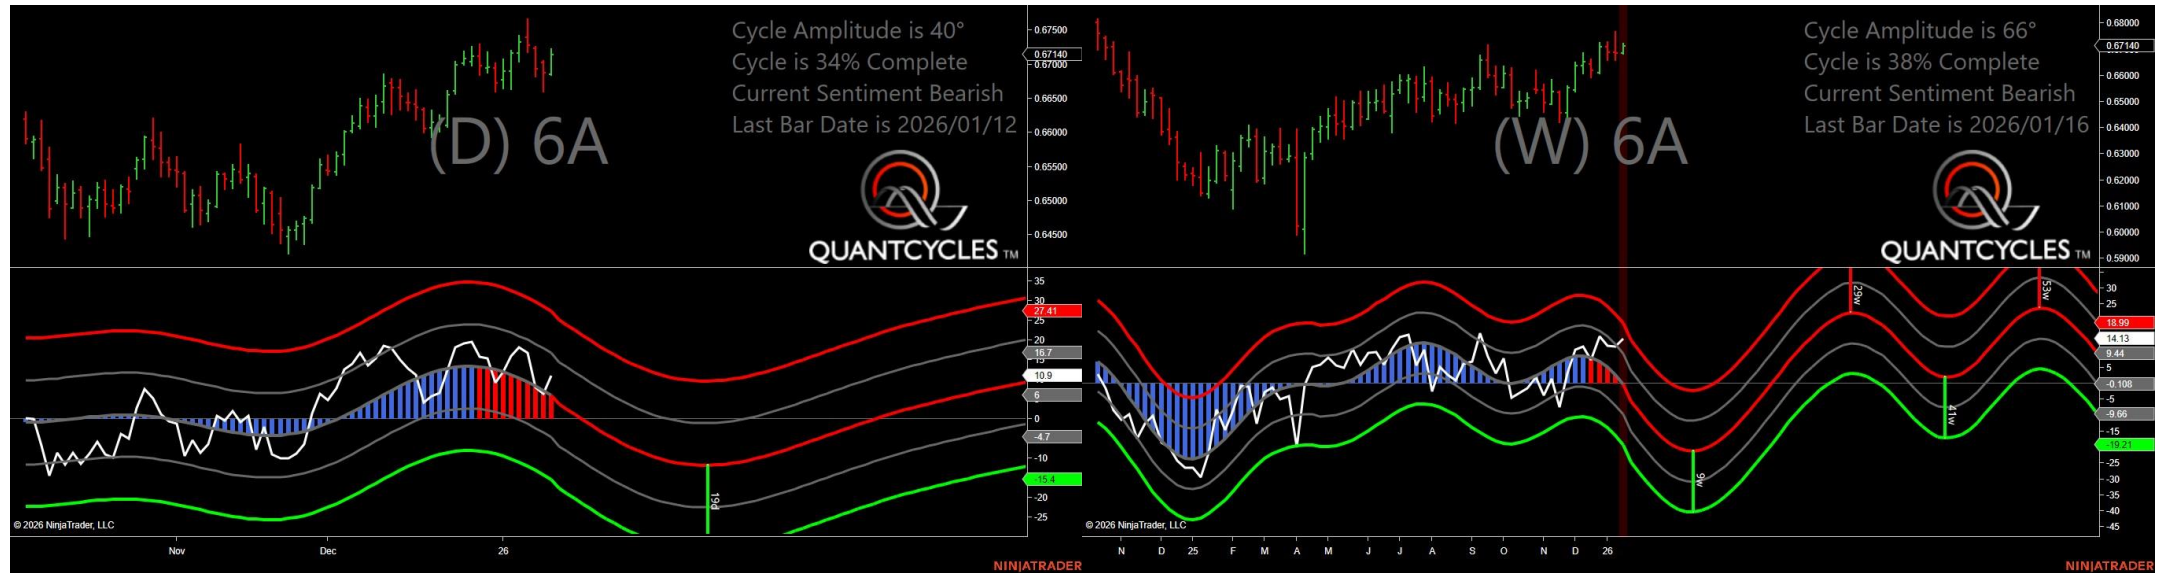 Cycle Amplitude is 40°
Cycle is 34% Complete
Current Sentiment Bearish
Last Bar Date is 2026/01/12
(D) 6A
QUANTCYCLES TM
0.67500
0.67140
0.67000
0.66500
0.66000
0.65500
0.65000
0.64500
35
30
27.41
25
20
16.7
15
10.9
6
5
0
-4.7
-10
-15.4
-20
-25
19d
© 2026 NinjaTrader, LLC
Nov
Dec
26
NINJATRADER
Cycle Amplitude is 66°
Cycle is 38% Complete
Current Sentiment Bearish
Last Bar Date is 2026/01/16
(W) 6A
QUANTCYCLES TM
0.68000
0.67140
0.66000
0.65000
0.64000
0.63000
0.62000
0.61000
0.60000
0.59000
30
25
18.99
14.13
9.44
5
-0.108
-9.66
-15
-19.21
-25
-30
-35
-40
-45
9w
29w
41w
53w
© 2026 NinjaTrader, LLC
N
D
25
F
M
A
M
J
J
A
S
O
N
D
26
NINJATRADER